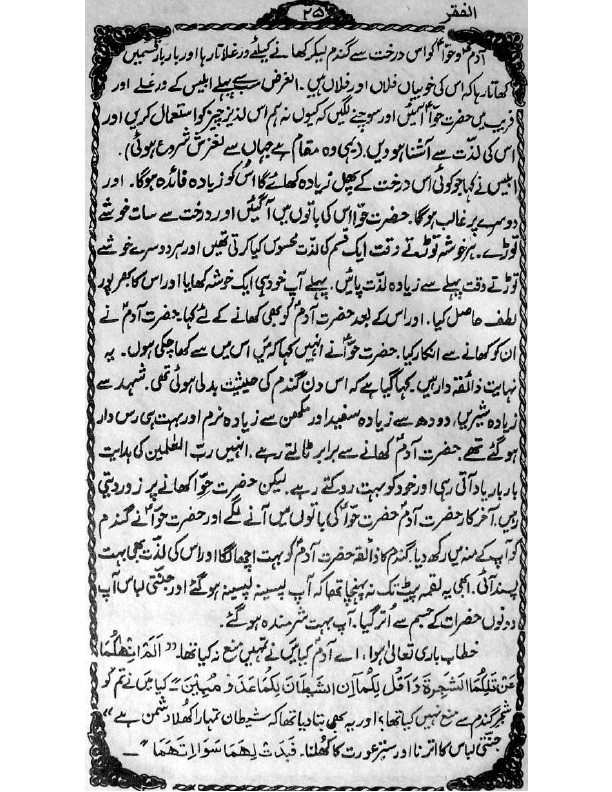 الفقر
۲۵
آدمؑ و حواؑ کو اس درخت سے گندم لیکر کھانے کیلئے ورغلاتا رہا اور بار بار قسمیں
کھاتا رہا کہ اس کی خوبیاں فلاں اور فلاں ہیں۔ الغرض سب سے پہلے ابلیس کے ورغلے اور
فریب میں حضرت حواؑ آئیں اور سوچنے لگیں کہ کیوں نہ ہم اس لذیز چیز کو استعمال کریں اور
اس کی لذت سے آشنا ہو ویں۔ (یہی وہ مقام ہے جہاں سے لغزش شروع ہوئی)۔
ابلیس نے کہا جو کوئی اس درخت کے پھل زیادہ کھائے گا اُس کو زیادہ فائدہ ہوگا۔ اور
دوسرے پر غالب ہوگا۔ حضرت حوا اس کی باتوں میں آگئیں اور درخت سے سات خوشے
توڑے۔ ہر خوشہ توڑتے وقت ایک قسم کی لذت محسوس کیا کرتی تھیں اور ہر دوسرے خوشے
توڑتے وقت پہلے سے زیادہ لذت پاتیں۔ پہلے آپ خود ہی ایک خوشہ کھایا اور اس کا بھرپور
لطف حاصل کیا۔ اور اس کے بعد حضرت آدمؑ کو بھی کھانے کے لئے کہا۔ حضرت آدمؑ نے
ان کو کھانے سے انکار کیا۔ حضرت حواؑ نے انہیں کہا کہ میں اس میں سے کھا چکی ہوں۔ یہ
نہایت ذائقہ دار ہیں۔ کہا گیا ہے کہ اس دن گندم کی حیثیت بدلی ہوئی تھی۔ شہد سے
زیادہ شیریں، دودھ سے زیادہ سفید اور مکھن سے زیادہ نرم اور بہت ہی رس دار
ہو گئے تھے۔ حضرت آدمؑ کھانے سے برابر ٹالتے رہے۔ انہیں ربّ العٰلمین کی ہدایت
بار بار یاد آتی رہی اور خود کو بہت روکتے رہے۔ لیکن حضرت حوا کھانے پر زور دیتی
رہیں۔ آخر کار حضرت آدمؑ حضرت حواؑ کی باتوں میں آنے لگے اور حضرت حواؑ نے گندم
کو آپ کے منہ میں رکھ دیا۔ گندم کا ذائقہ حضرت آدمؑ کو بہت اچھا لگا اور اس کی لذت بھی بہت
پسند آئی۔ ابھی یہ لقمہ پیٹ تک نہ پہنچا تھا کہ آپ پسینہ پسینہ ہو گئے اور جنّتی لباس آپ
دونوں حضرات کے جسم سے اُتر گیا۔ آپ بہت شرمندہ ہو گئے۔
خطاب باری تعالیٰ ہوا، اے آدمؑ کیا میں نے تمہیں منع نہ کیا تھا۔ "اَلَمْ اَنْهَكُمَا
عَنْ تِلْكُمَا الشَّجَرَةِ وَ اَقُلْ لَكُمَا اِنَّ الشَّيْطَانَ لَكُمَا عَدُوٌّ مُبِيْنٌ۔ کیا میں نے تم کو
شجر گندم سے منع نہیں کیا تھا؟ اور یہ بھی بتا دیا تھا کہ شیطان تمہارا کھلا دشمن ہے"
جنّتی لباس کا اترنا اور ستر عورت کا کھلنا۔ فَبَدَتْ لَهُمَا سَوَاٰتُهُمَا"۔